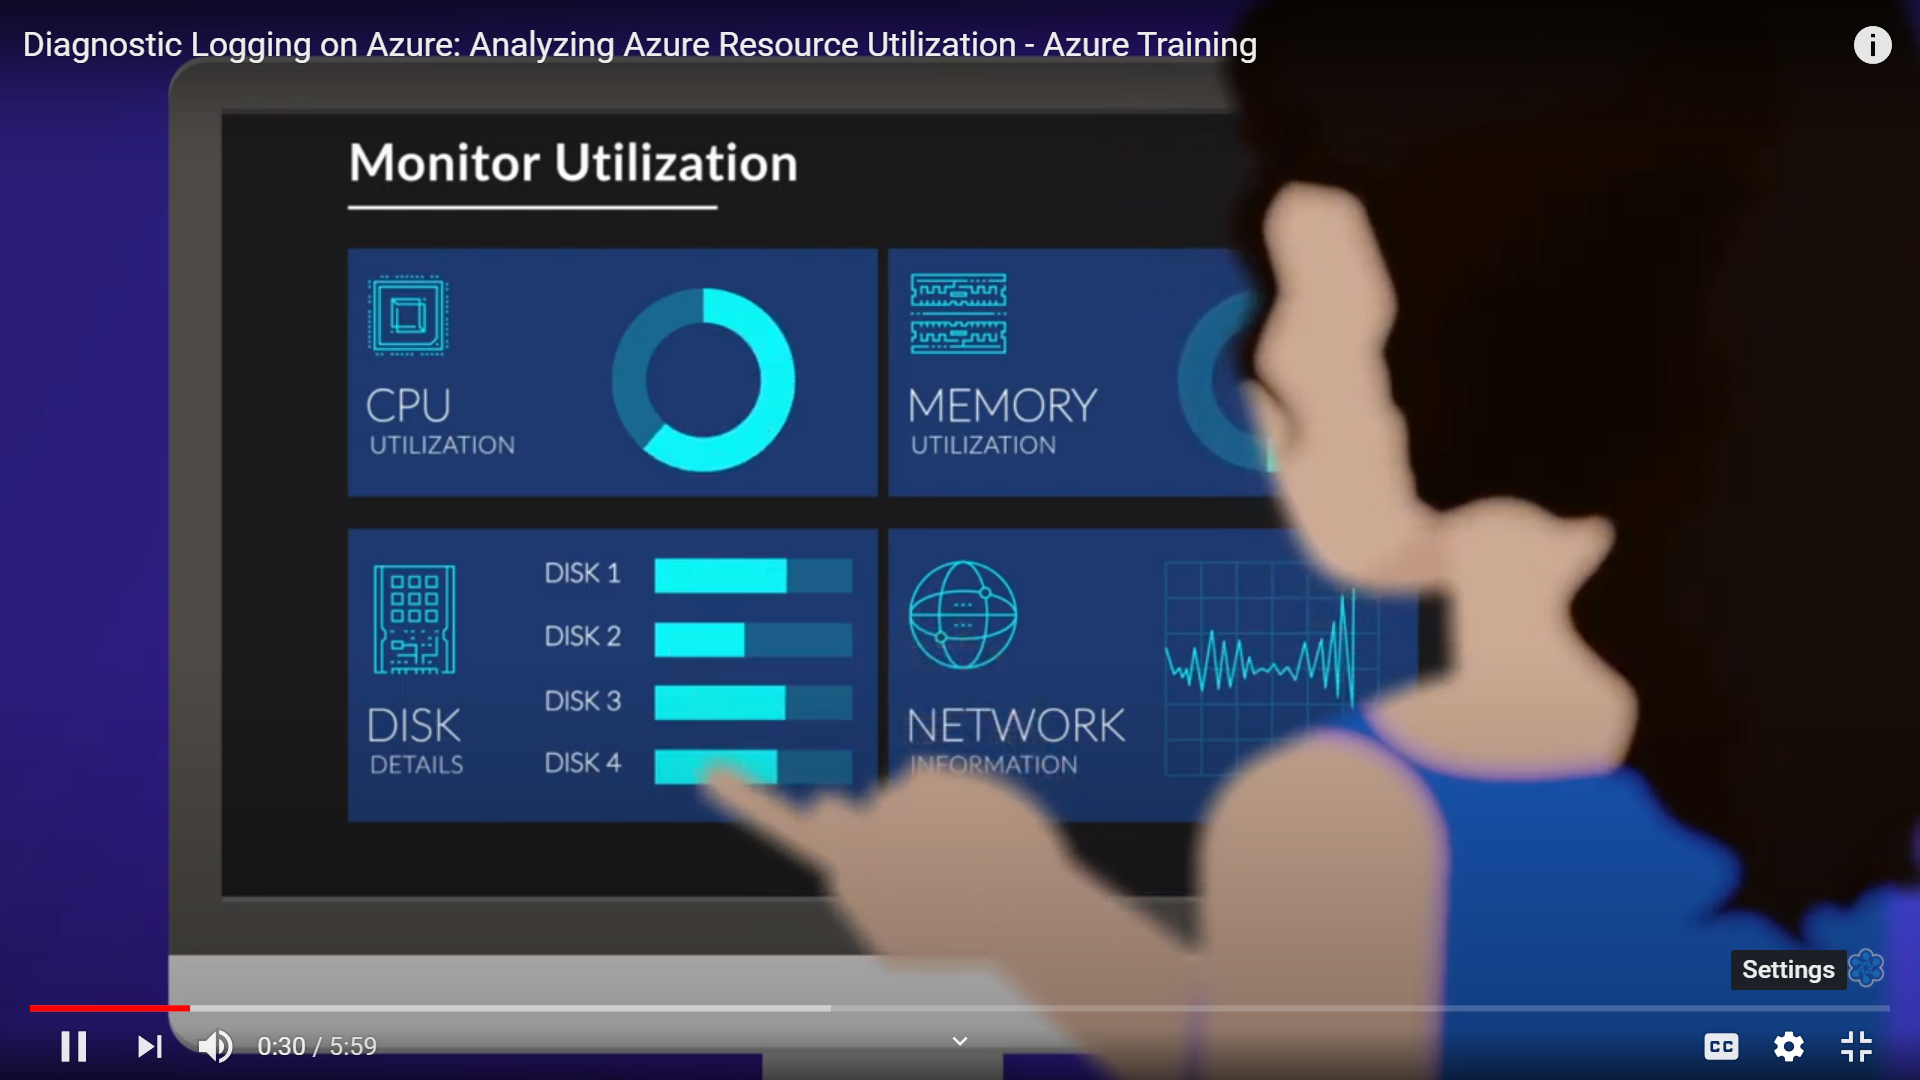 Diagnostic Logging on Azure: Analyzing Azure Resource Utilization - Azure Training
Monitor Utilization
CPU
UTILIZATION
MEMORY
UTILIZATION
DISK
DETAILS
DISK 1
DISK 2
DISK 3
DISK 4
NETWORK
INFORMATION
Settings
0:30 / 5:59
CC